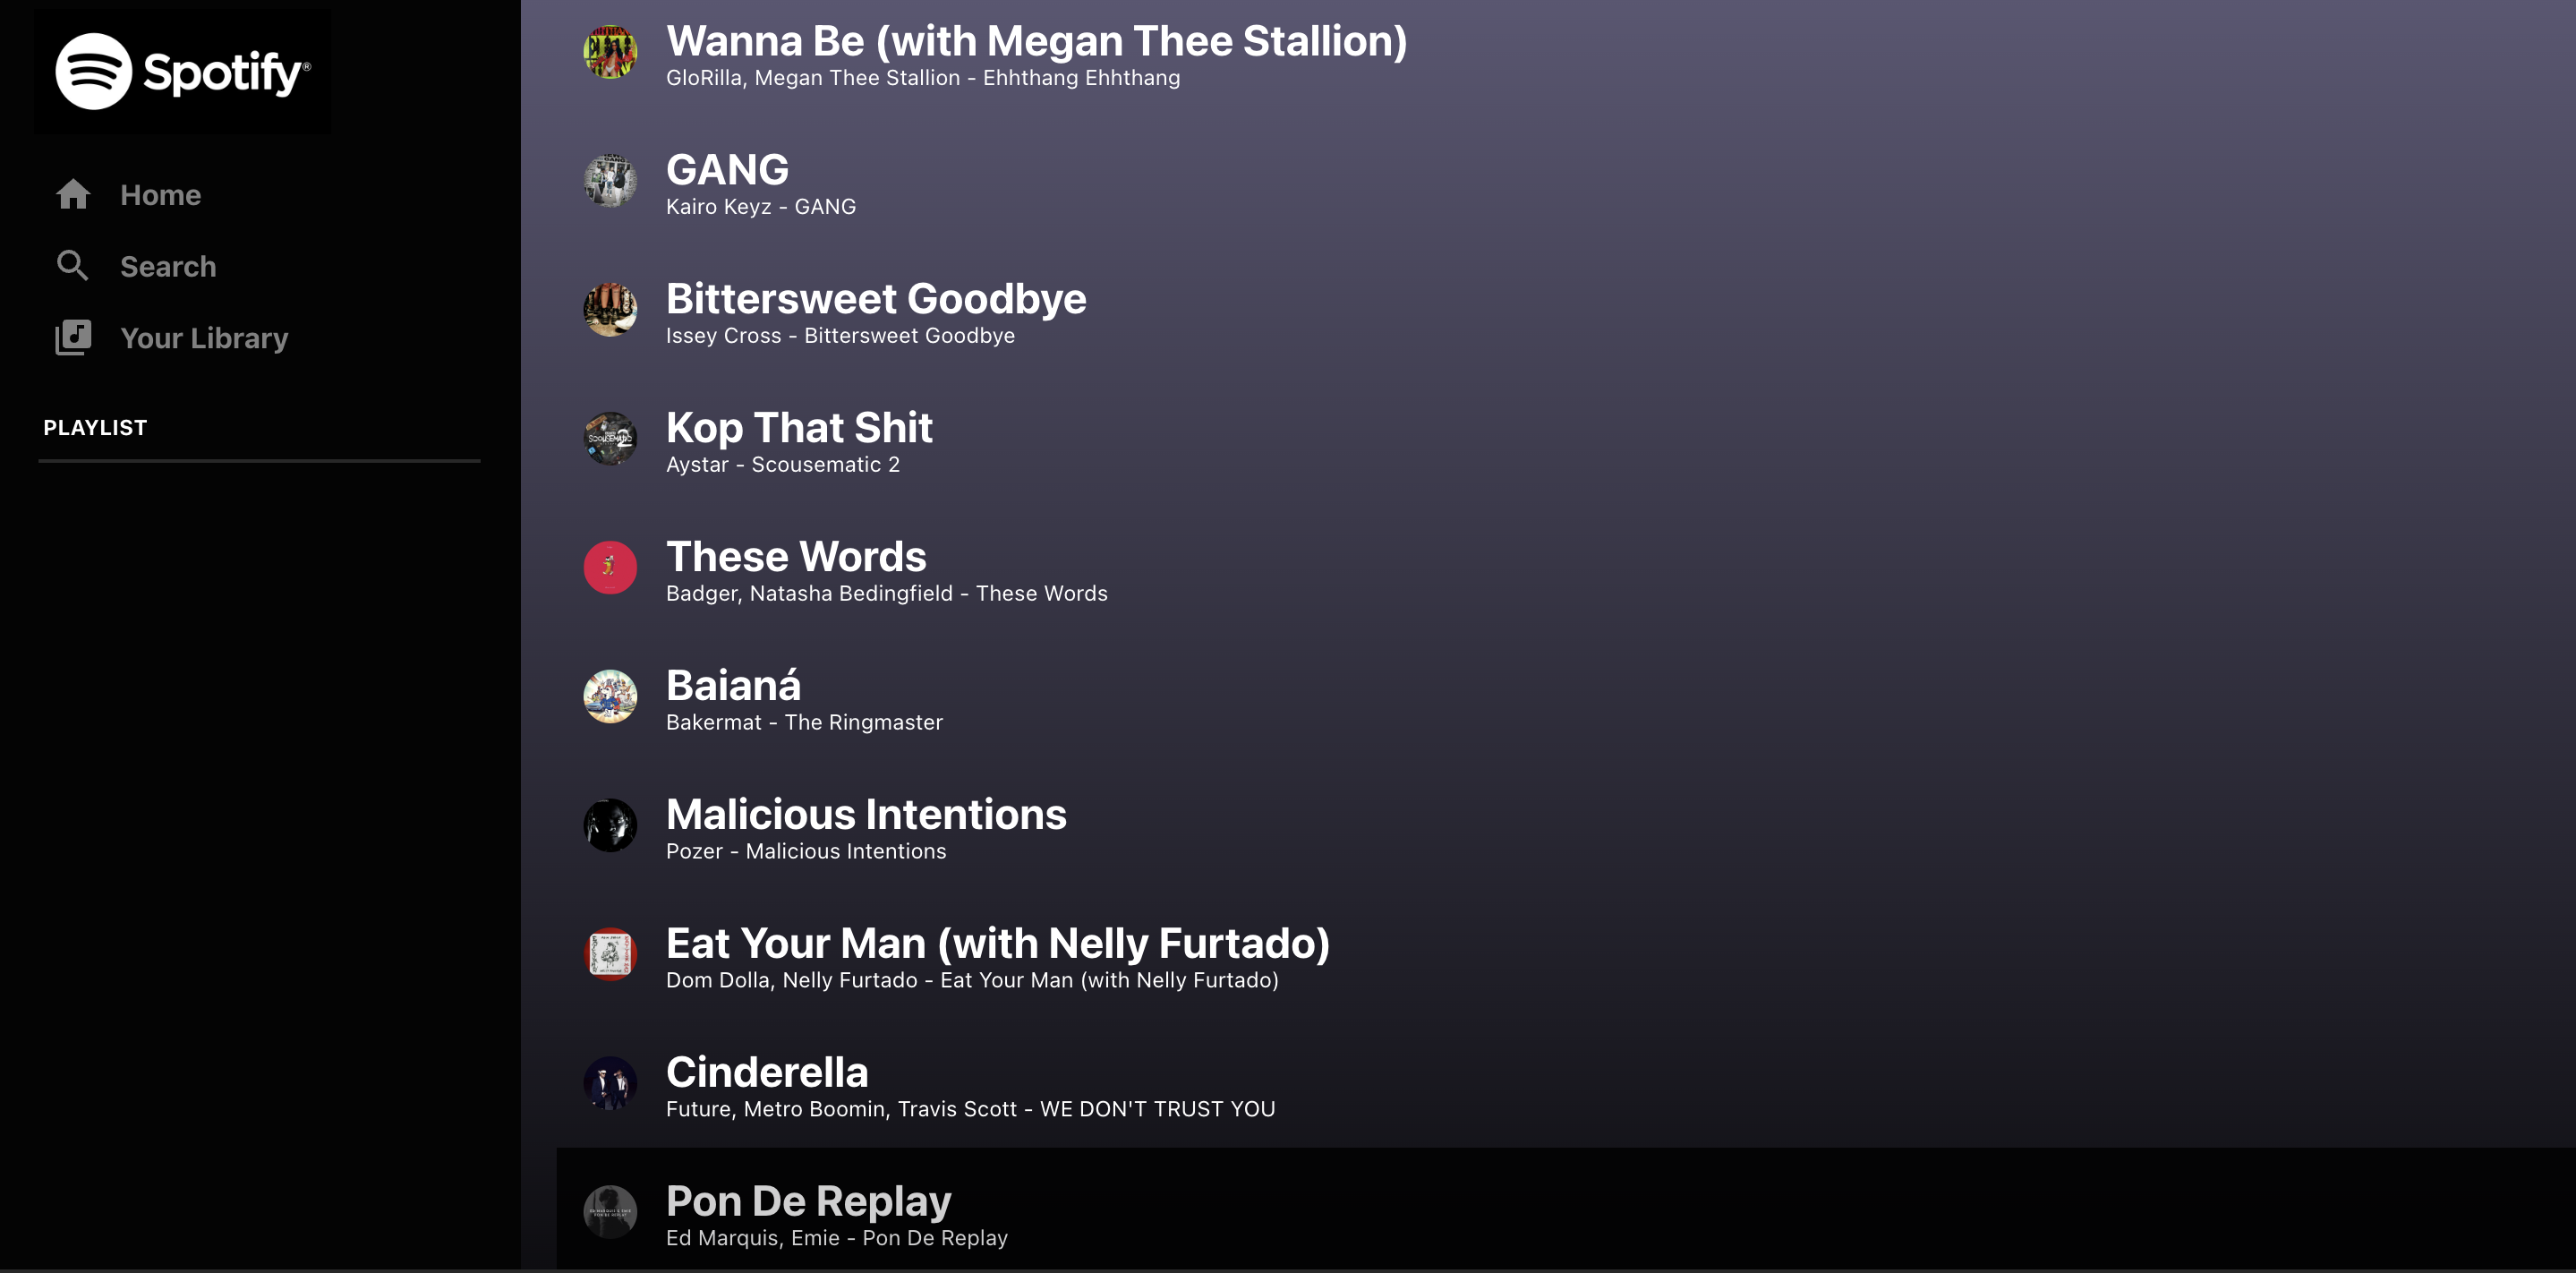 Spotify®
Home
Search
Your Library
PLAYLIST
Wanna Be (with Megan Thee Stallion)
GloRilla, Megan Thee Stallion - Ehhthang Ehhthang
GANG
Kairo Keyz - GANG
Bittersweet Goodbye
Issey Cross - Bittersweet Goodbye
Kop That Shit
Aystar - Scousematic 2
These Words
Badger, Natasha Bedingfield - These Words
Baianá
Bakermat - The Ringmaster
Malicious Intentions
Pozer - Malicious Intentions
Eat Your Man (with Nelly Furtado)
Dom Dolla, Nelly Furtado - Eat Your Man (with Nelly Furtado)
Cinderella
Future, Metro Boomin, Travis Scott - WE DON'T TRUST YOU
Pon De Replay
Ed Marquis, Emie - Pon De Replay